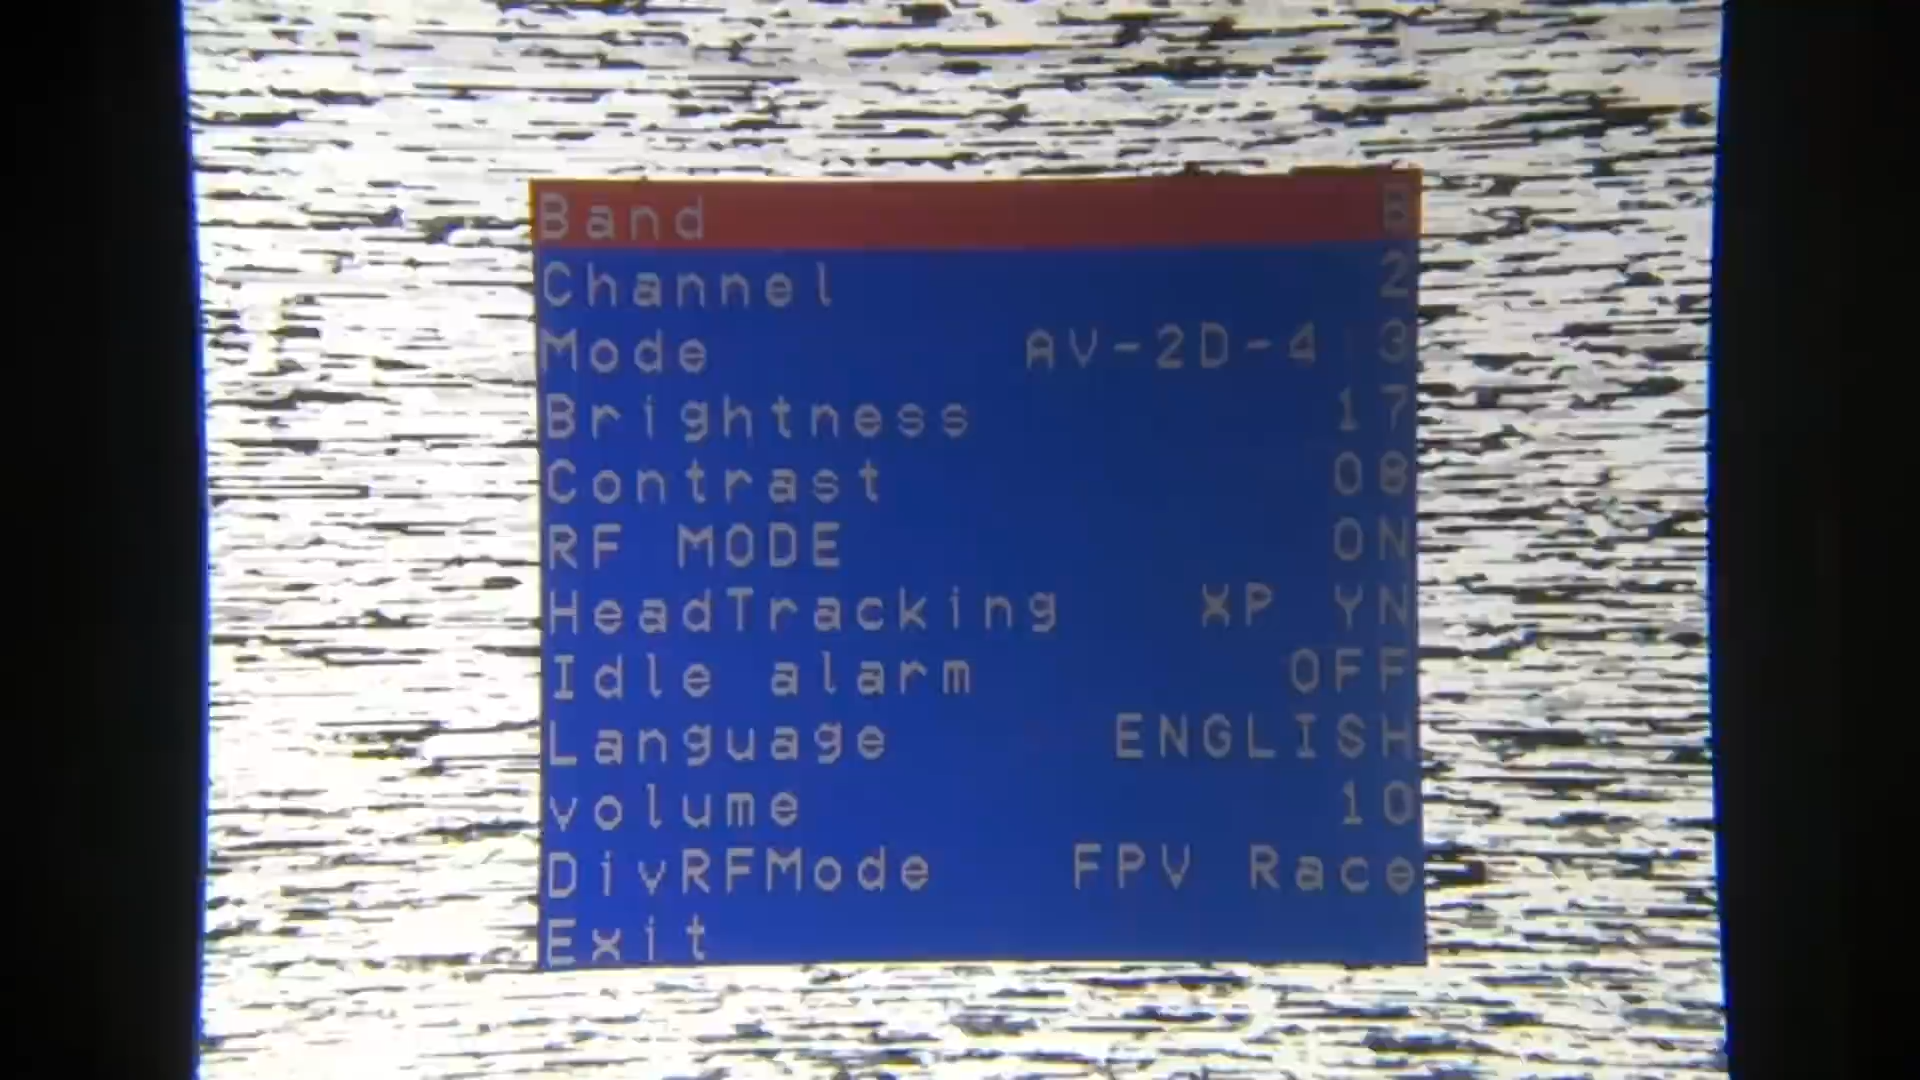 Band B
Channel 2
Mode AV-2D-4:3
Brightness 17
Contrast 08
RF MODE ON
HeadTracking XP YN
Idle alarm OFF
Language ENGLISH
volume 10
DivRFMode FPV Race
Exit